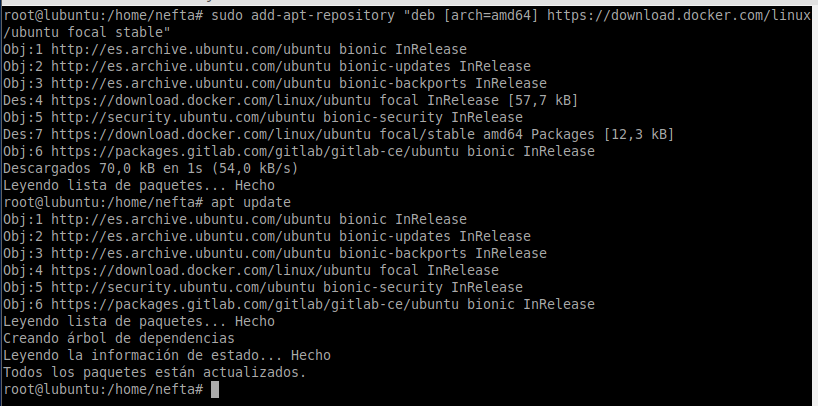 root@lubuntu:/home/nefta# sudo add-apt-repository "deb [arch=amd64] https://download.docker.com/linux
/ubuntu focal stable"
Obj:1 http://es.archive.ubuntu.com/ubuntu bionic InRelease
Obj:2 http://es.archive.ubuntu.com/ubuntu bionic-updates InRelease
Obj:3 http://es.archive.ubuntu.com/ubuntu bionic-backports InRelease
Des:4 https://download.docker.com/linux/ubuntu focal InRelease [57,7 kB]
Obj:5 http://security.ubuntu.com/ubuntu bionic-security InRelease
Des:7 https://download.docker.com/linux/ubuntu focal/stable amd64 Packages [12,3 kB]
Obj:6 https://packages.gitlab.com/gitlab/gitlab-ce/ubuntu bionic InRelease
Descargados 70,0 kB en 1s (54,0 kB/s)
Leyendo lista de paquetes... Hecho
root@lubuntu:/home/nefta# apt update
Obj:1 http://es.archive.ubuntu.com/ubuntu bionic InRelease
Obj:2 http://es.archive.ubuntu.com/ubuntu bionic-updates InRelease
Obj:3 http://es.archive.ubuntu.com/ubuntu bionic-backports InRelease
Obj:4 https://download.docker.com/linux/ubuntu focal InRelease
Obj:5 http://security.ubuntu.com/ubuntu bionic-security InRelease
Obj:6 https://packages.gitlab.com/gitlab/gitlab-ce/ubuntu bionic InRelease
Leyendo lista de paquetes... Hecho
Creando árbol de dependencias
Leyendo la información de estado... Hecho
Todos los paquetes están actualizados.
root@lubuntu:/home/nefta#